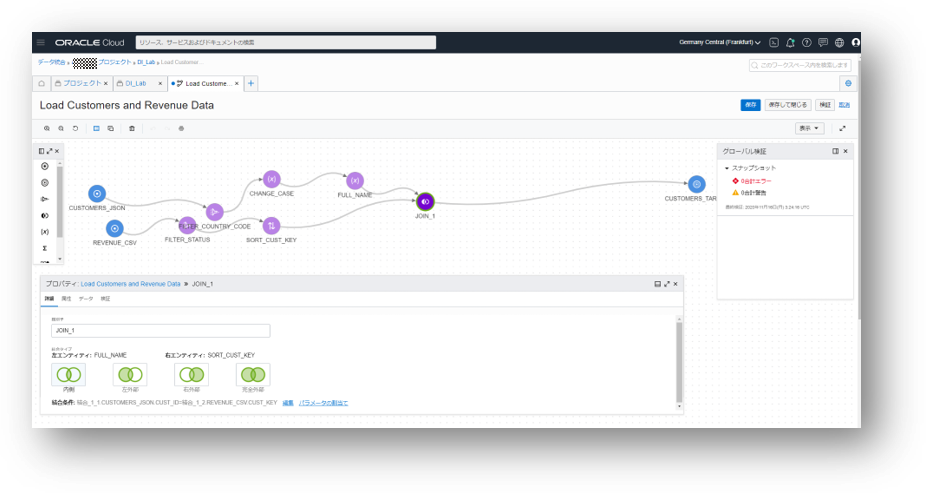 ORACLE Cloud
リソース、サービスおよびドキュメントの検索
Germany Central (Frankfurt)
データ統合 » プロジェクト » DI_Lab » Load Customer...
このワークスペース内を検索します
プロジェクト ×
DI_Lab ×
Load Custome... ×
+
Load Customers and Revenue Data
保存
保存して閉じる
検証
取消
表示
グローバル検証
スナップショット
0合計エラー
0合計警告
CUSTOMERS_JSON
REVENUE_CSV
FILTER_COUNTRY_CODE
FILTER_STATUS
CHANGE_CASE
SORT_CUST_KEY
FULL_NAME
JOIN_1
CUSTOMERS_TAR
プロパティ: Load Customers and Revenue Data » JOIN_1
詳細 属性 データ 検証
識別子
JOIN_1
左エンティティ: FULL_NAME 右エンティティ: SORT_CUST_KEY
内側 左外部 右外部 完全外部
結合条件: 結合_1_1.CUSTOMERS_JSON.CUST_ID=結合_1_2.REVENUE_CSV.CUST_KEY 編集 パラメータの割当て